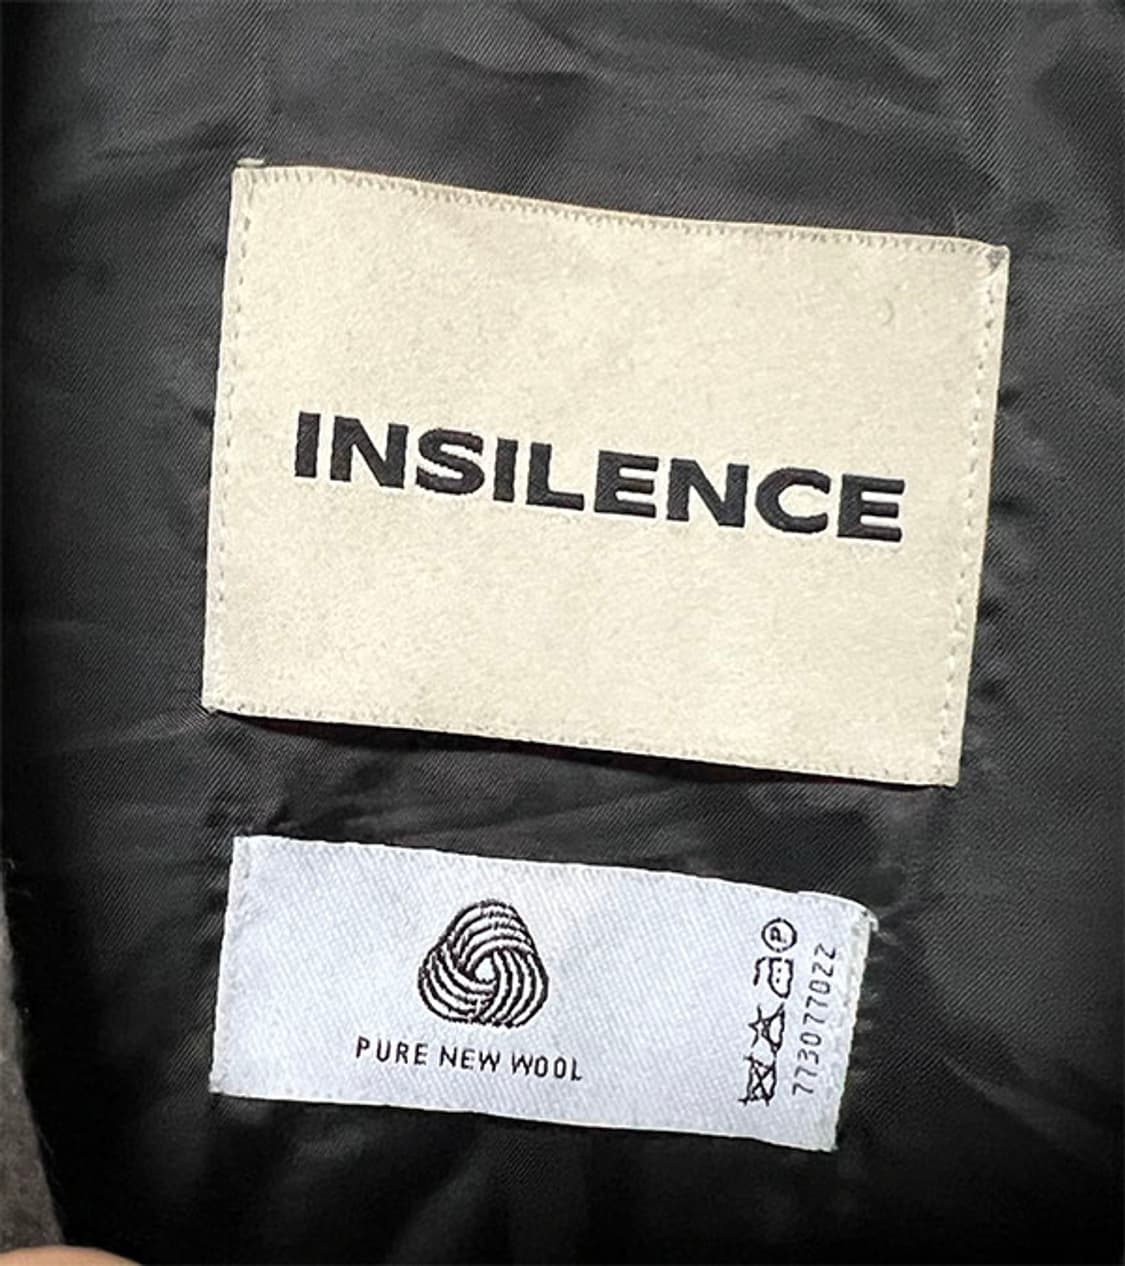 INSILENCE
PURE NEW WOOL
P
773077022